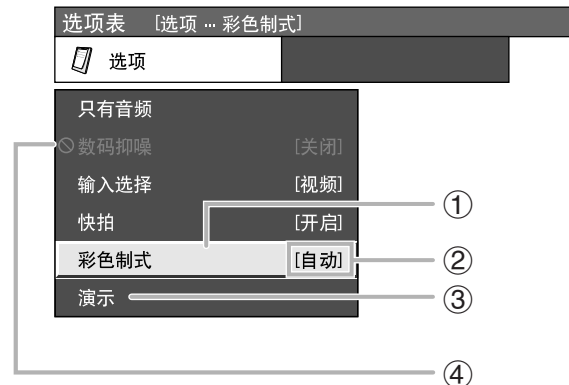 选项表 [选项 … 彩色制式]
选项
只有音频
数码抑噪 [关闭]
输入选择 [视频]
快拍 [开启]
彩色制式 [自动]
演示
①
②
③
④